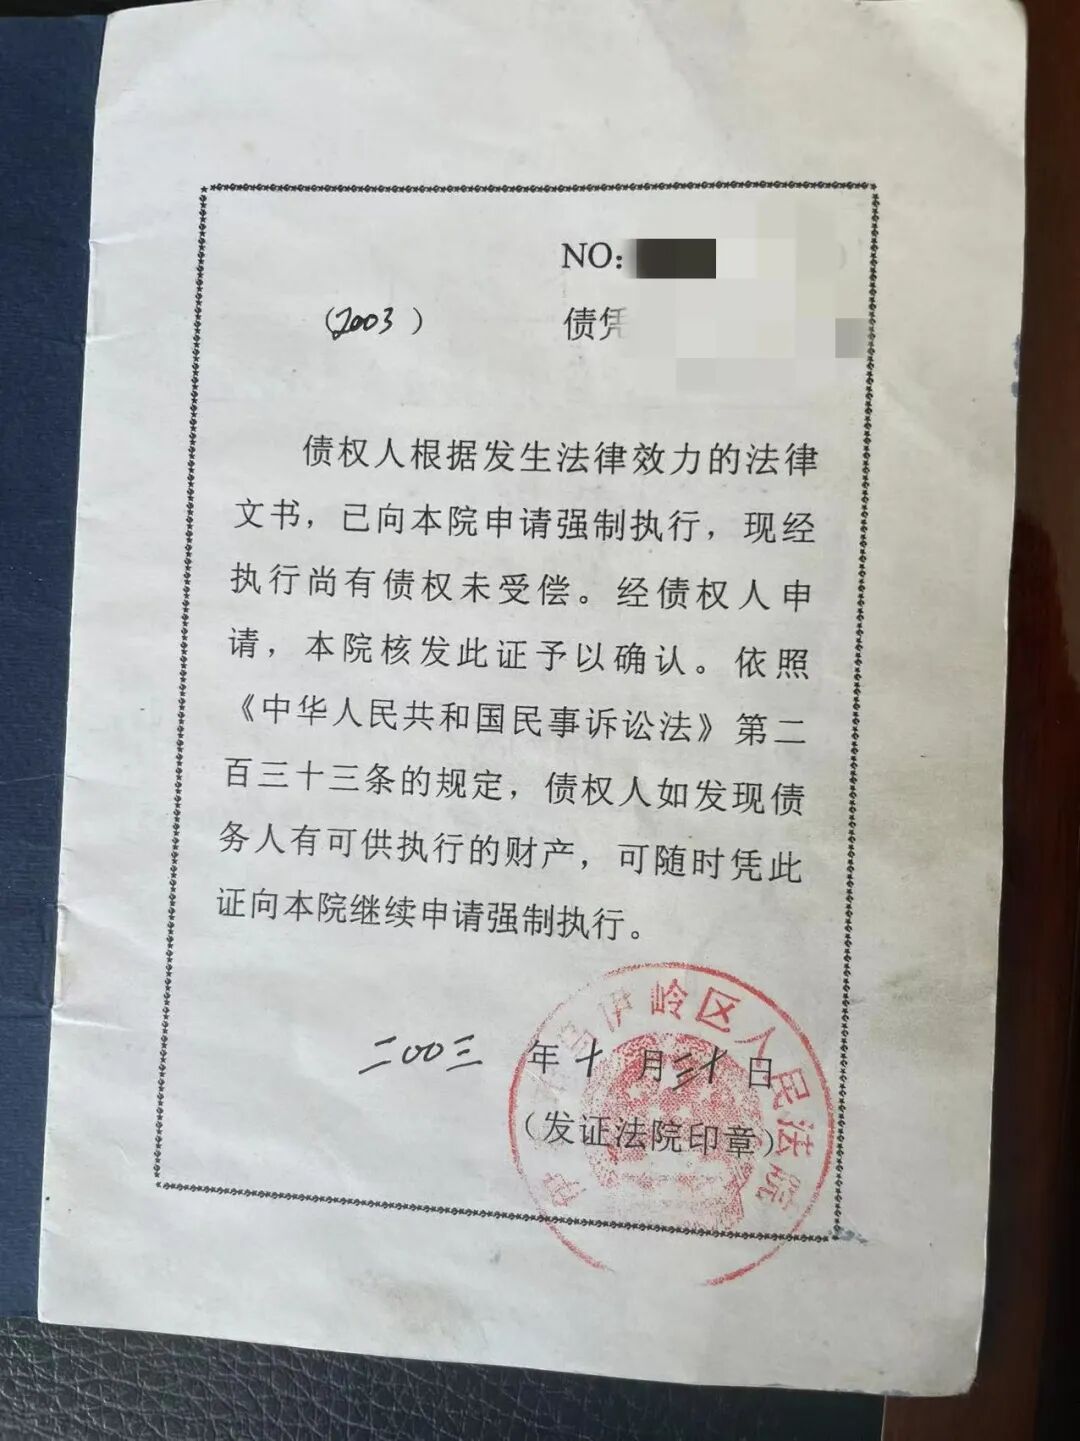 NO:
(2003) 债凭
债权人根据发生法律效力的法律
文书，已向本院申请强制执行，现经
执行尚有债权未受偿。经债权人申
请，本院核发此证予以确认。依照
《中华人民共和国民事诉讼法》第二
百三十三条的规定，债权人如发现债
务人有可供执行的财产，可随时凭此
证向本院继续申请强制执行。
二00三 年十月三十日
（发证法院印章）
乌伊岭区人民法院